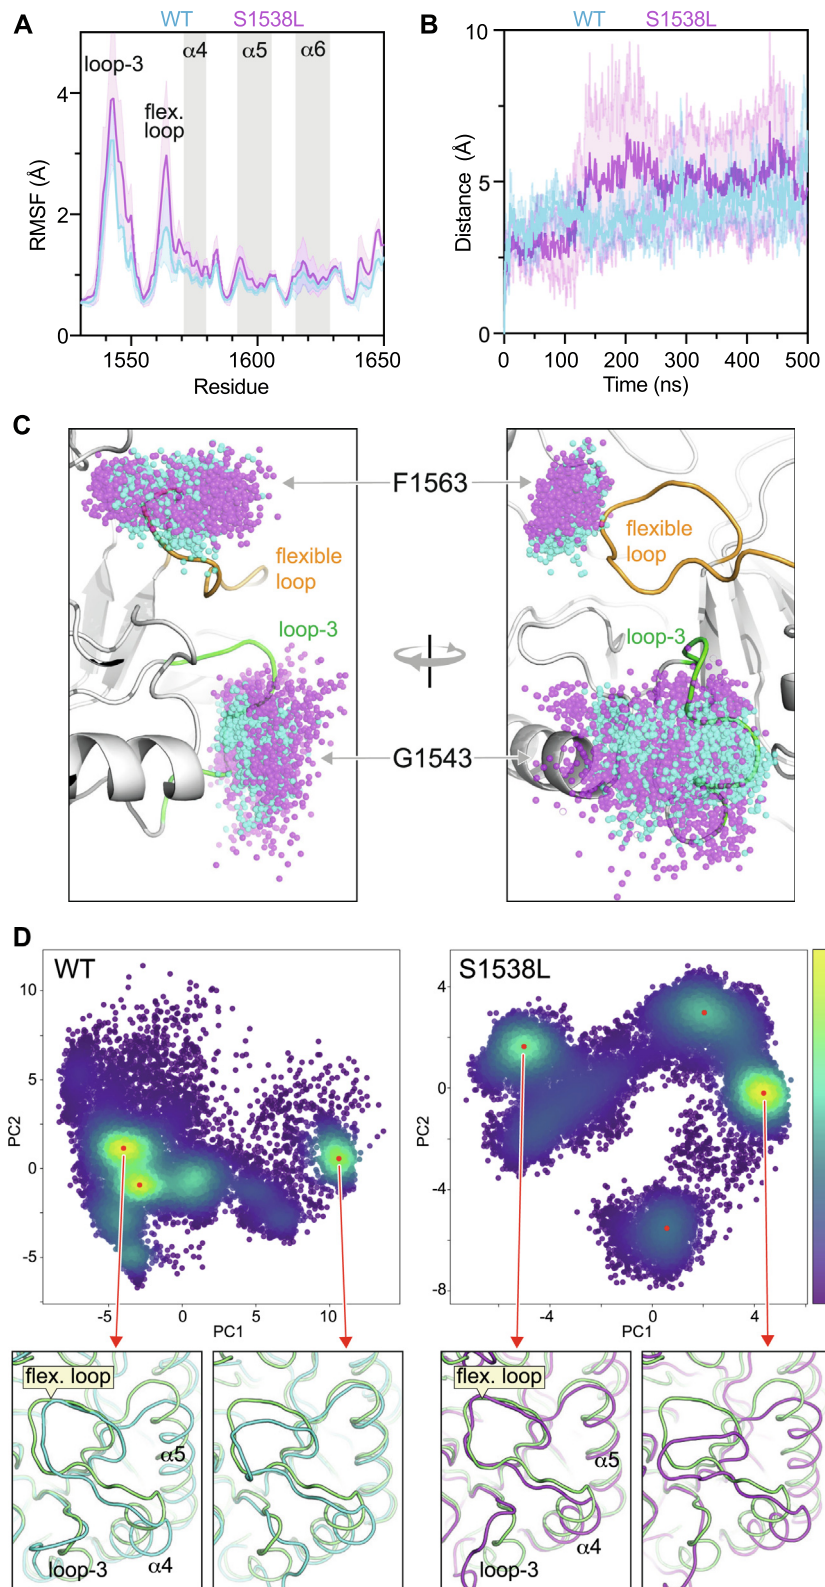 A
WT
S1538L
loop-3
flex.
loop
α4
α5
α6
RMSF (Å)
4
2
0
1550
1600
1650
Residue
B
WT
S1538L
Distance (Å)
10
5
0
0
100
200
300
400
500
Time (ns)
C
F1563
flexible
loop
loop-3
G1543
flexible
loop
loop-3
D
WT
PC2
10
5
0
-5
-5
0
5
10
PC1
S1538L
PC2
4
0
-4
-8
-4
0
4
PC1
flex. loop
α5
loop-3
α4
flex. loop
α5
loop-3
α4